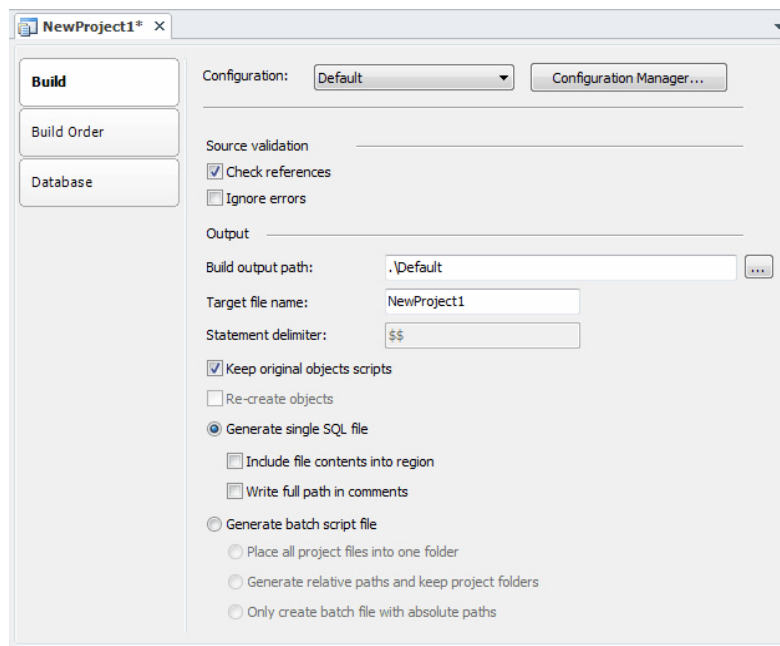 NewProject1*
Build
Build Order
Database
Configuration: Default Configuration Manager...
Source validation
Check references
Ignore errors
Output
Build output path: .\Default ...
Target file name: NewProject1
Statement delimiter: $$
Keep original objects scripts
Re-create objects
Generate single SQL file
Include file contents into region
Write full path in comments
Generate batch script file
Place all project files into one folder
Generate relative paths and keep project folders
Only create batch file with absolute paths